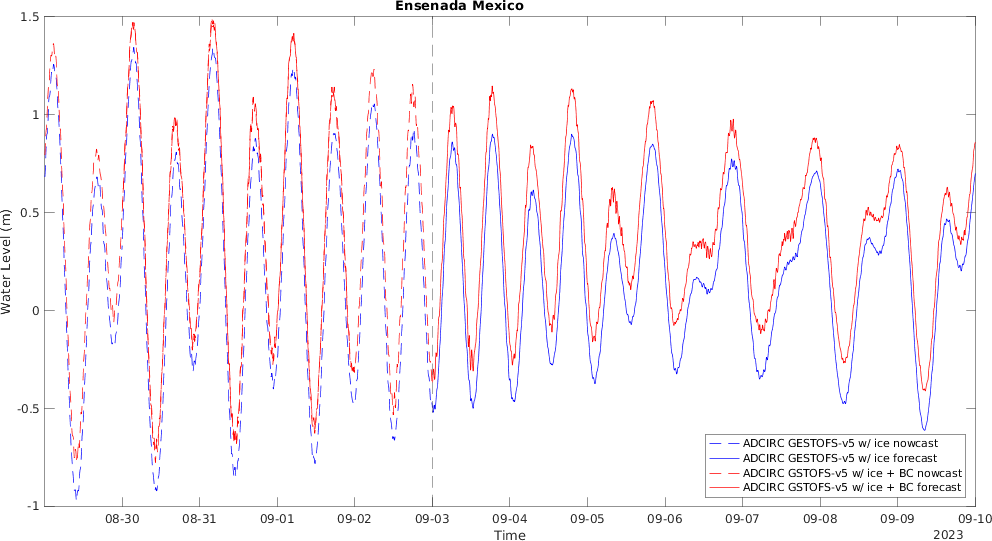 Ensenada Mexico
Water Level (m)
1.5
1
0.5
0
-0.5
-1
08-30
08-31
09-01
09-02
09-03
09-04
09-05
09-06
09-07
09-08
09-09
09-10
Time
2023
ADCIRC GESTOFS-v5 w/ ice nowcast
ADCIRC GESTOFS-v5 w/ ice forecast
ADCIRC GSTOFS-v5 w/ ice + BC nowcast
ADCIRC GSTOFS-v5 w/ ice + BC forecast